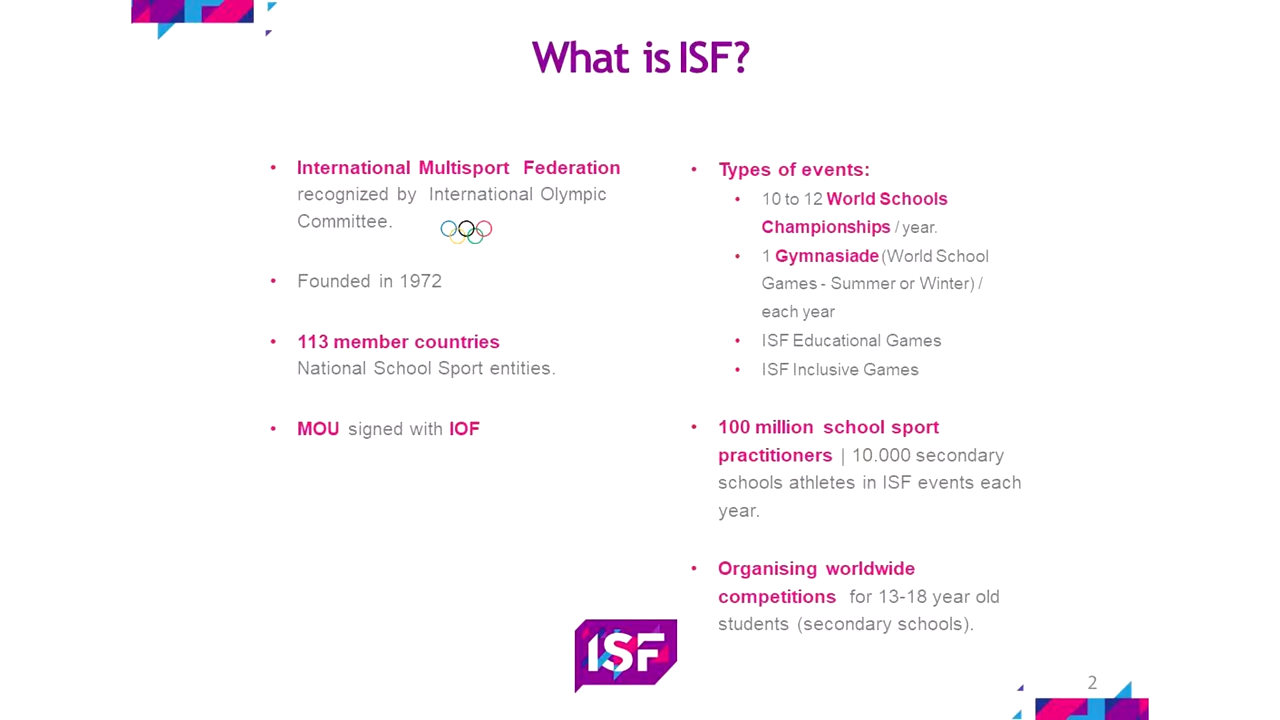 What is ISF?
• International Multisport Federation
recognized by International Olympic
Committee.
• Founded in 1972
• 113 member countries
National School Sport entities.
• MOU signed with IOF
• Types of events:
• 10 to 12 World Schools
Championships / year.
• 1 Gymnasiade (World School
Games - Summer or Winter) /
each year
• ISF Educational Games
• ISF Inclusive Games
• 100 million school sport
practitioners | 10.000 secondary
schools athletes in ISF events each
year.
• Organising worldwide
competitions for 13-18 year old
students (secondary schools).
ISF
2